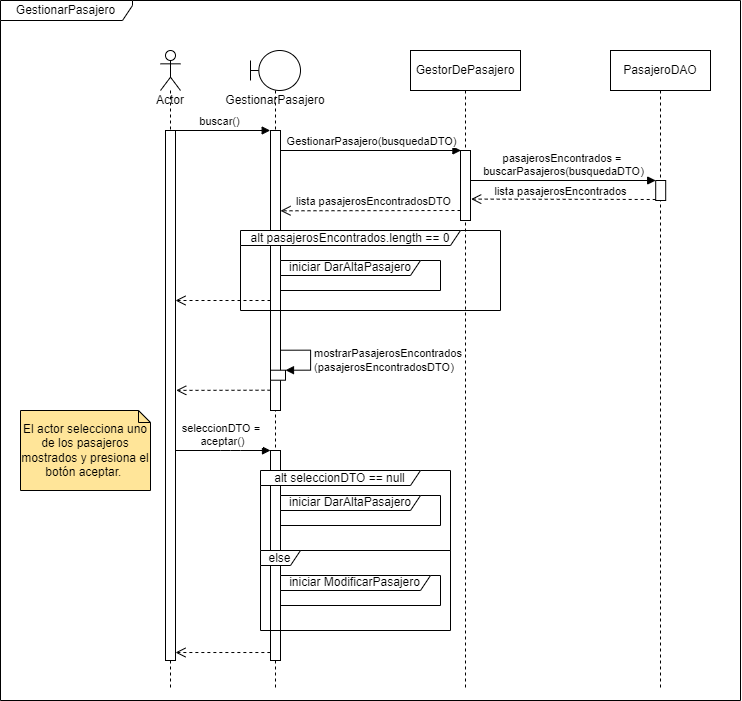 GestionarPasajero
Actor
GestionarPasajero
GestorDePasajero
PasajeroDAO
buscar()
GestionarPasajero(busquedaDTO)
pasajerosEncontrados =
buscarPasajeros(busquedaDTO)
lista pasajerosEncontrados
lista pasajerosEncontradosDTO
alt pasajerosEncontrados.length == 0
iniciar DarAltaPasajero
mostrarPasajerosEncontrados
(pasajerosEncontradosDTO)
El actor selecciona uno
de los pasajeros
mostrados y presiona el
botón aceptar.
seleccionDTO =
aceptar()
alt seleccionDTO == null
iniciar DarAltaPasajero
else
iniciar ModificarPasajero